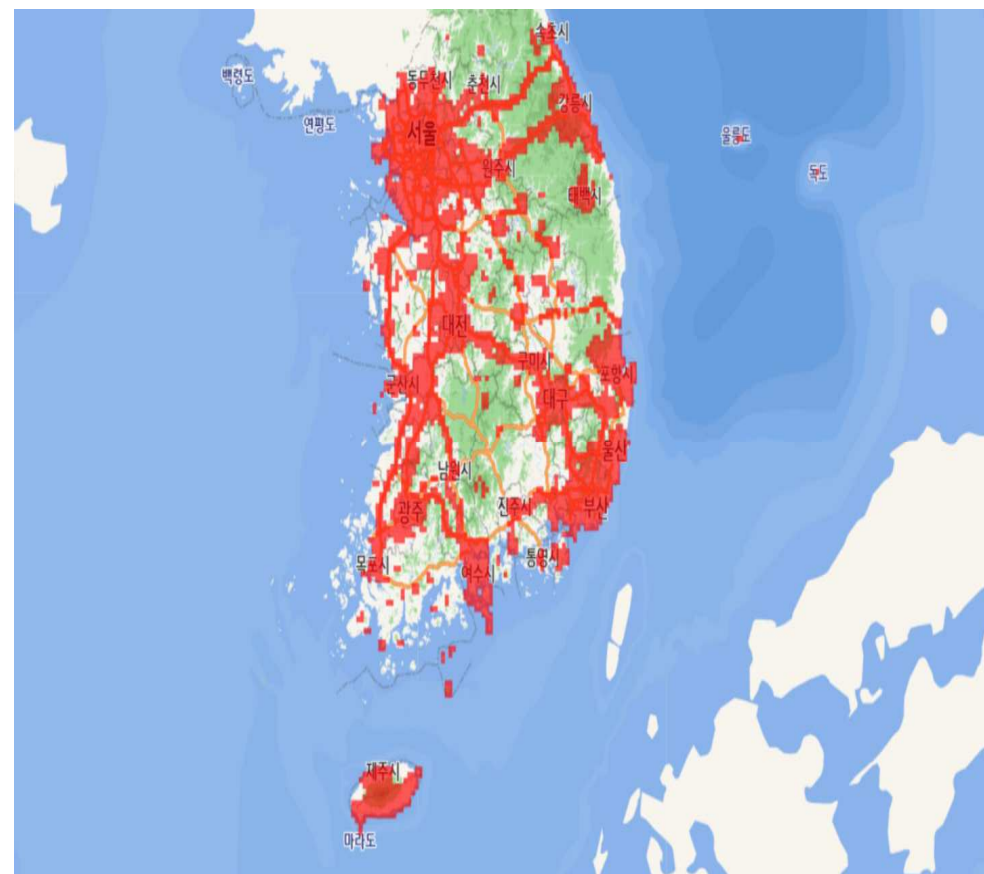 속초시
백령도
동두천시
춘천시
강릉시
연평도
서울
울릉도
원주시
독도
태백시
대전
구미시
포항시
군산시
대구
울산
남원시
진주시
부산
광주
통영시
목포시
여수시
제주시
마라도